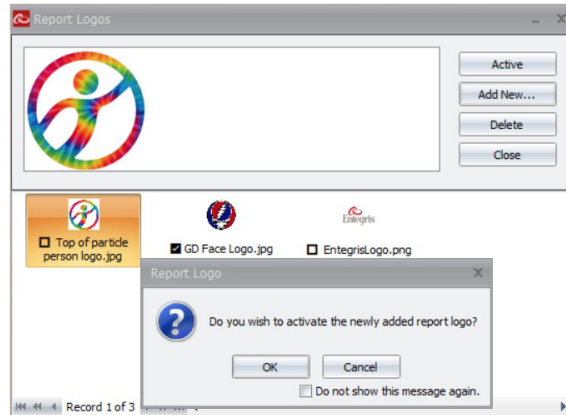 Report Logos
Active
Add New...
Delete
Close
Entegris
Top of particle
person logo.jpg
GD Face Logo.jpg
EntegrisLogo.png
Report Logo
Do you wish to activate the newly added report logo?
OK
Cancel
Do not show this message again.
Record 1 of 3